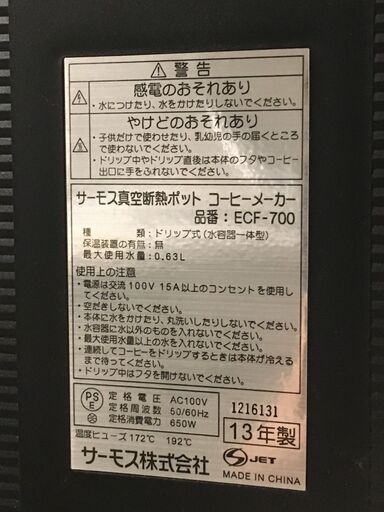 ⚠ 警告
感電のおそれあり
・水につけたり、水をかけたりしないでください。
やけどのおそれあり
・子供だけで使わせたり、乳幼児の手の届くところ
で使わないでください。
・ドリップ中やドリップ直後は本体のフタやコーヒー
出口に手をふれないでください。
サーモス真空断熱ポット コーヒーメーカー
品番：ECF-700
種　　類：ドリップ式(水容器一体型)
保温装置の有無：無
最大使用水量：0.63L
使用上の注意
・電源は交流100V 15A以上のコンセントを使用し
てください。
・空だきしないでください。
・本体に水をかけたり、丸洗いしたりしないでください。
・水容器に水以外のものを入れないでください。
・最大使用水量以上の水を入れないでください。
・連続してコーヒーをドリップするときは本体が冷える
まで待ってください。
・ドリップ中はフタを開けないでください。
PS
E
定格電圧 AC100V
定格周波数 50/60Hz
定格消費電力 650W
温度ヒューズ 172℃ 192℃
1216131
13年製
サーモス株式会社
S JET
MADE IN CHINA